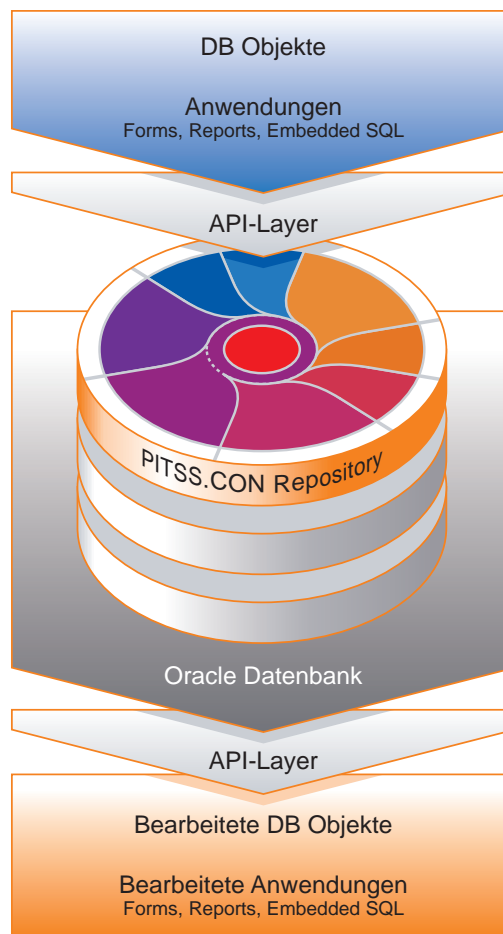 DB Objekte
Anwendungen
Forms, Reports, Embedded SQL
API-Layer
PITSS.CON Repository
Oracle Datenbank
API-Layer
Bearbeitete DB Objekte
Bearbeitete Anwendungen
Forms, Reports, Embedded SQL